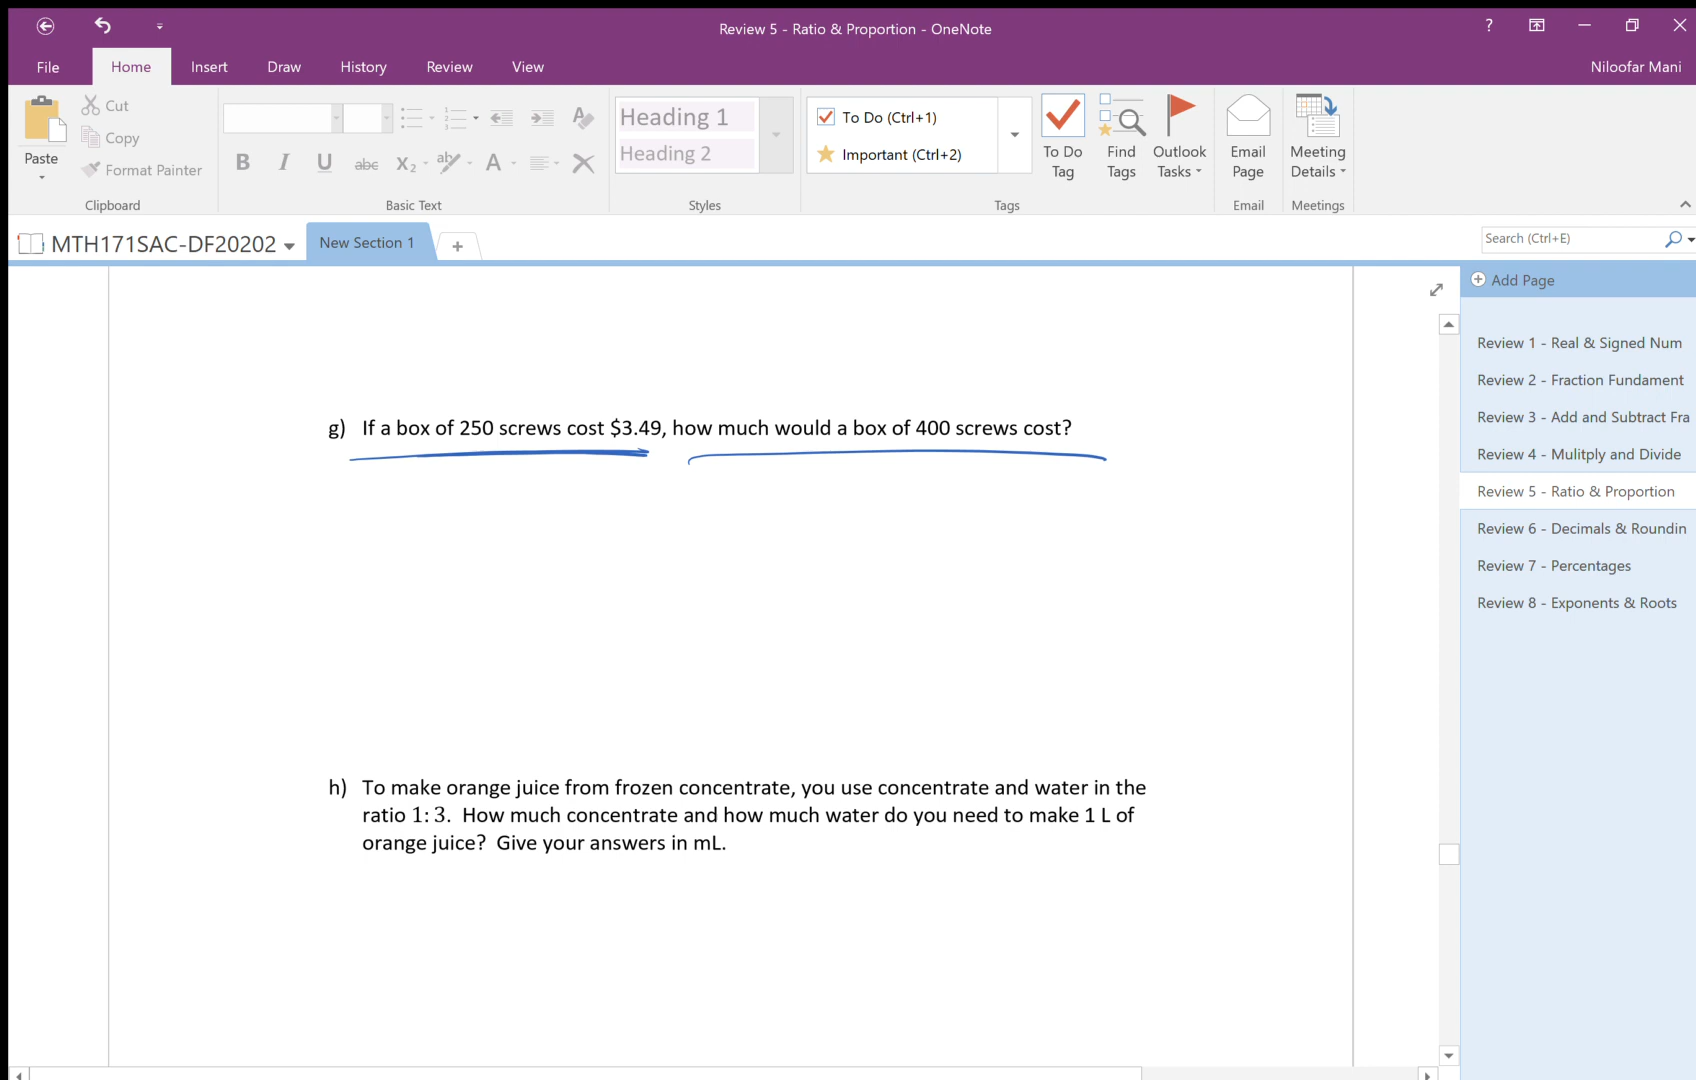 Review 5 - Ratio & Proportion - OneNote
?
File
Home
Insert
Draw
History
Review
View
Niloofar Mani
Paste
Cut
Copy
Format Painter
Clipboard
B I U abc X₂ ab A
Basic Text
Heading 1
Heading 2
Styles
To Do (Ctrl+1)
Important (Ctrl+2)
To Do
Tag
Find
Tags
Outlook
Tasks
Tags
Email
Page
Email
Meeting
Details
Meetings
MTH171SAC-DF20202
New Section 1
+
Search (Ctrl+E)
g) If a box of 250 screws cost $3.49, how much would a box of 400 screws cost?
h) To make orange juice from frozen concentrate, you use concentrate and water in the
ratio 1: 3. How much concentrate and how much water do you need to make 1 L of
orange juice? Give your answers in mL.
Add Page
Review 1 - Real & Signed Num
Review 2 - Fraction Fundament
Review 3 - Add and Subtract Fra
Review 4 - Mulitply and Divide
Review 5 - Ratio & Proportion
Review 6 - Decimals & Roundin
Review 7 - Percentages
Review 8 - Exponents & Roots